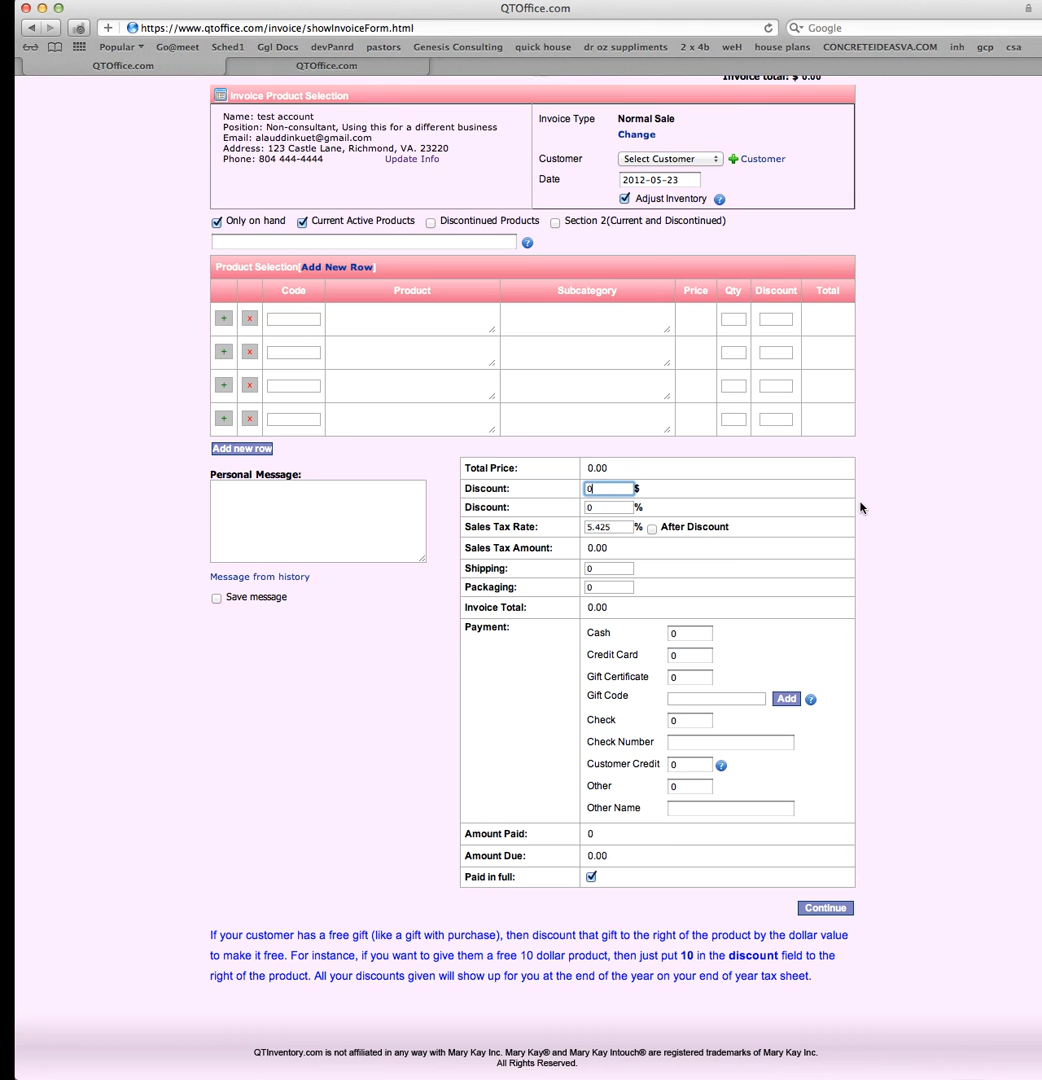 QTOffice.com
https://www.qtoffice.com/invoice/showInvoiceForm.html
Google
Popular Go@meet Sched1 Ggl Docs devPanrd pastors Genesis Consulting quick house dr oz suppliments 2 x 4b weH house plans CONCRETEIDEASVA.COM inh gcp csa
QTOffice.com QTOffice.com
Invoice total: $ 0.00
Invoice Product Selection
Name: test account
Position: Non-consultant, Using this for a different business
Email: alauddinkuet@gmail.com
Address: 123 Castle Lane, Richmond, VA. 23220
Phone: 804 444-4444 Update Info
Invoice Type Normal Sale
Change
Customer Select Customer Customer
Date 2012-05-23
Adjust Inventory ?
Only on hand Current Active Products Discontinued Products Section 2(Current and Discontinued)
?
Product Selection[Add New Row]
Code Product Subcategory Price Qty Discount Total
+ x
+ x
+ x
+ x
Add new row
Personal Message:
Message from history
Save message
Total Price: 0.00
Discount: 0 $
Discount: 0 %
Sales Tax Rate: 5.425 % After Discount
Sales Tax Amount: 0.00
Shipping: 0
Packaging: 0
Invoice Total: 0.00
Payment: Cash 0
Credit Card 0
Gift Certificate 0
Gift Code Add ?
Check 0
Check Number
Customer Credit 0 ?
Other 0
Other Name
Amount Paid: 0
Amount Due: 0.00
Paid in full:
Continue
If your customer has a free gift (like a gift with purchase), then discount that gift to the right of the product by the dollar value
to make it free. For instance, if you want to give them a free 10 dollar product, then just put 10 in the discount field to the
right of the product. All your discounts given will show up for you at the end of the year on your end of year tax sheet.
QTInventory.com is not affiliated in any way with Mary Kay Inc. Mary Kay® and Mary Kay Intouch® are registered trademarks of Mary Kay Inc.
All Rights Reserved.